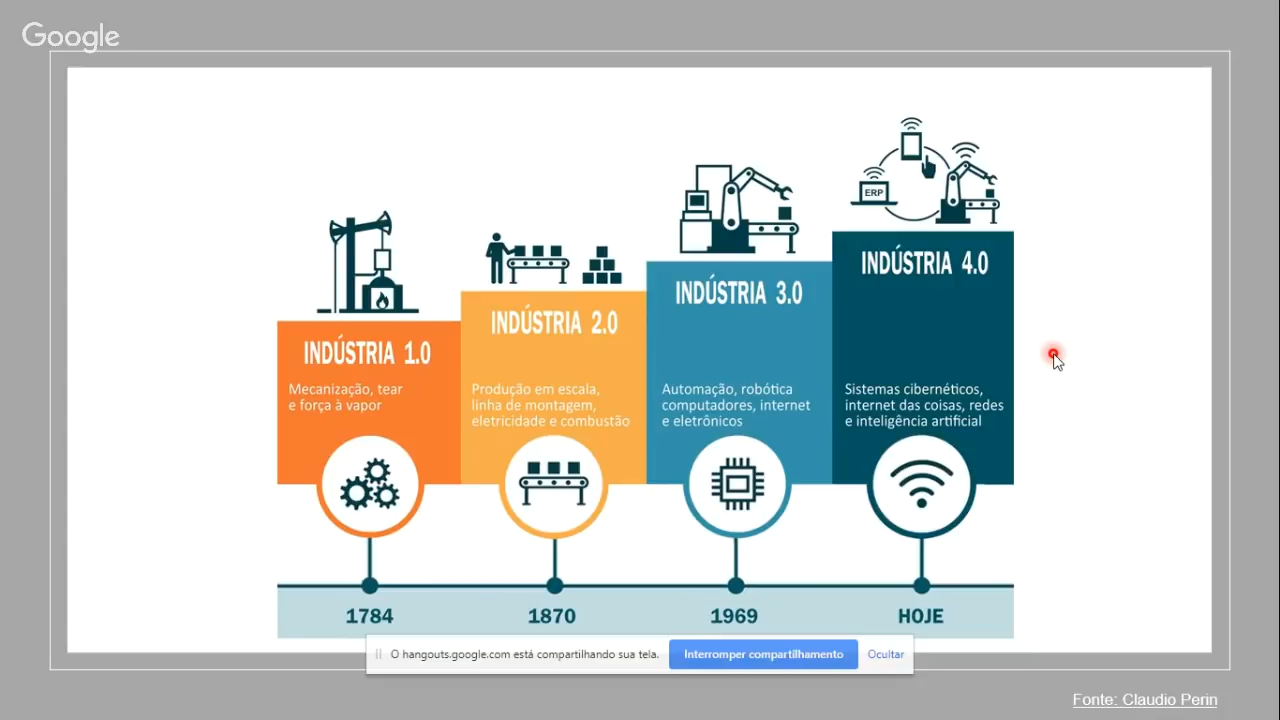 Google
ERP
INDÚSTRIA 1.0
Mecanização, tear
e força à vapor
INDÚSTRIA 2.0
Produção em escala,
linha de montagem,
eletricidade e combustão
INDÚSTRIA 3.0
Automação, robótica
computadores, internet
e eletrônicos
INDÚSTRIA 4.0
Sistemas cibernéticos,
internet das coisas, redes
e inteligência artificial
1784
1870
1969
HOJE
O hangouts.google.com está compartilhando sua tela.
Interromper compartilhamento
Ocultar
Fonte: Claudio Perin